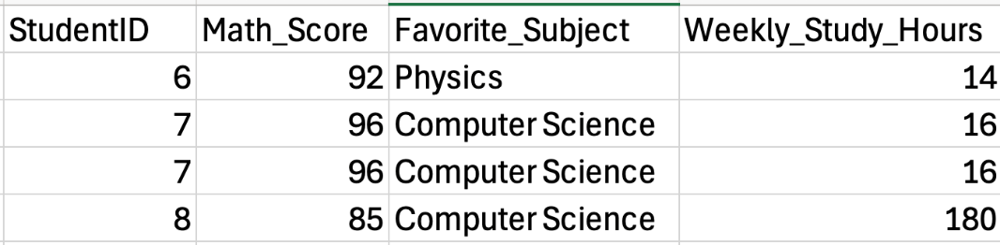 StudentID Math_Score Favorite_Subject Weekly_Study_Hours
6 92 Physics 14
7 96 Computer Science 16
7 96 Computer Science 16
8 85 Computer Science 180